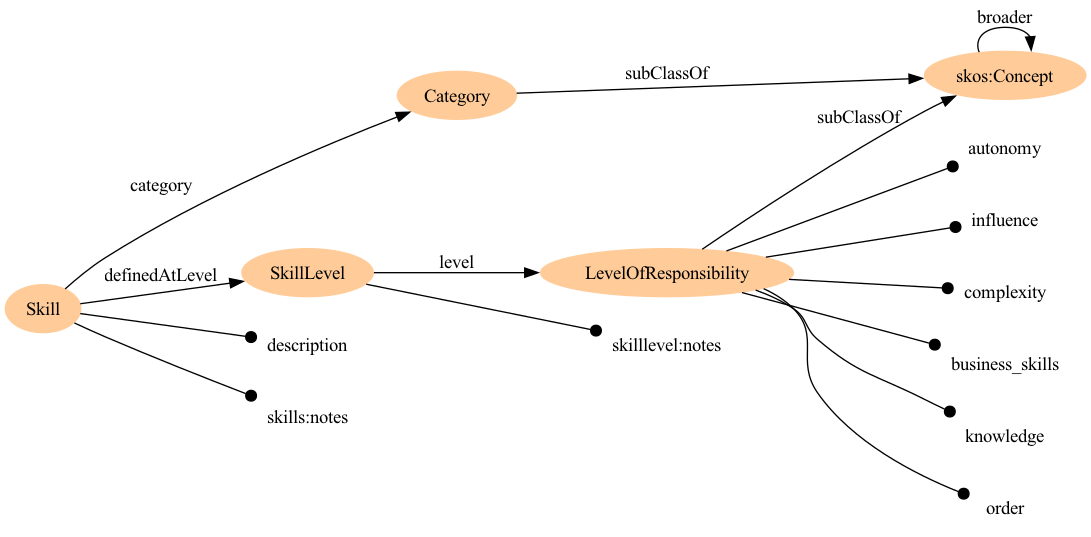 broader
subClassOf
skos:Concept
Category
subClassOf
autonomy
category
influence
definedAtLevel
SkillLevel
level
LevelOfResponsibility
complexity
Skill
description
skilllevel:notes
business_skills
skills:notes
knowledge
order